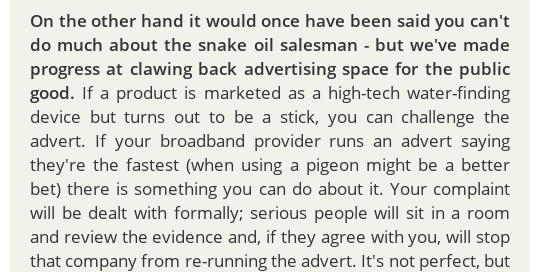 On the other hand it would once have been said you can't
do much about the snake oil salesman - but we've made
progress at clawing back advertising space for the public
good. If a product is marketed as a high-tech water-finding
device but turns out to be a stick, you can challenge the
advert. If your broadband provider runs an advert saying
they're the fastest (when using a pigeon might be a better
bet) there is something you can do about it. Your complaint
will be dealt with formally; serious people will sit in a room
and review the evidence and, if they agree with you, will stop
that company from re-running the advert. It's not perfect, but